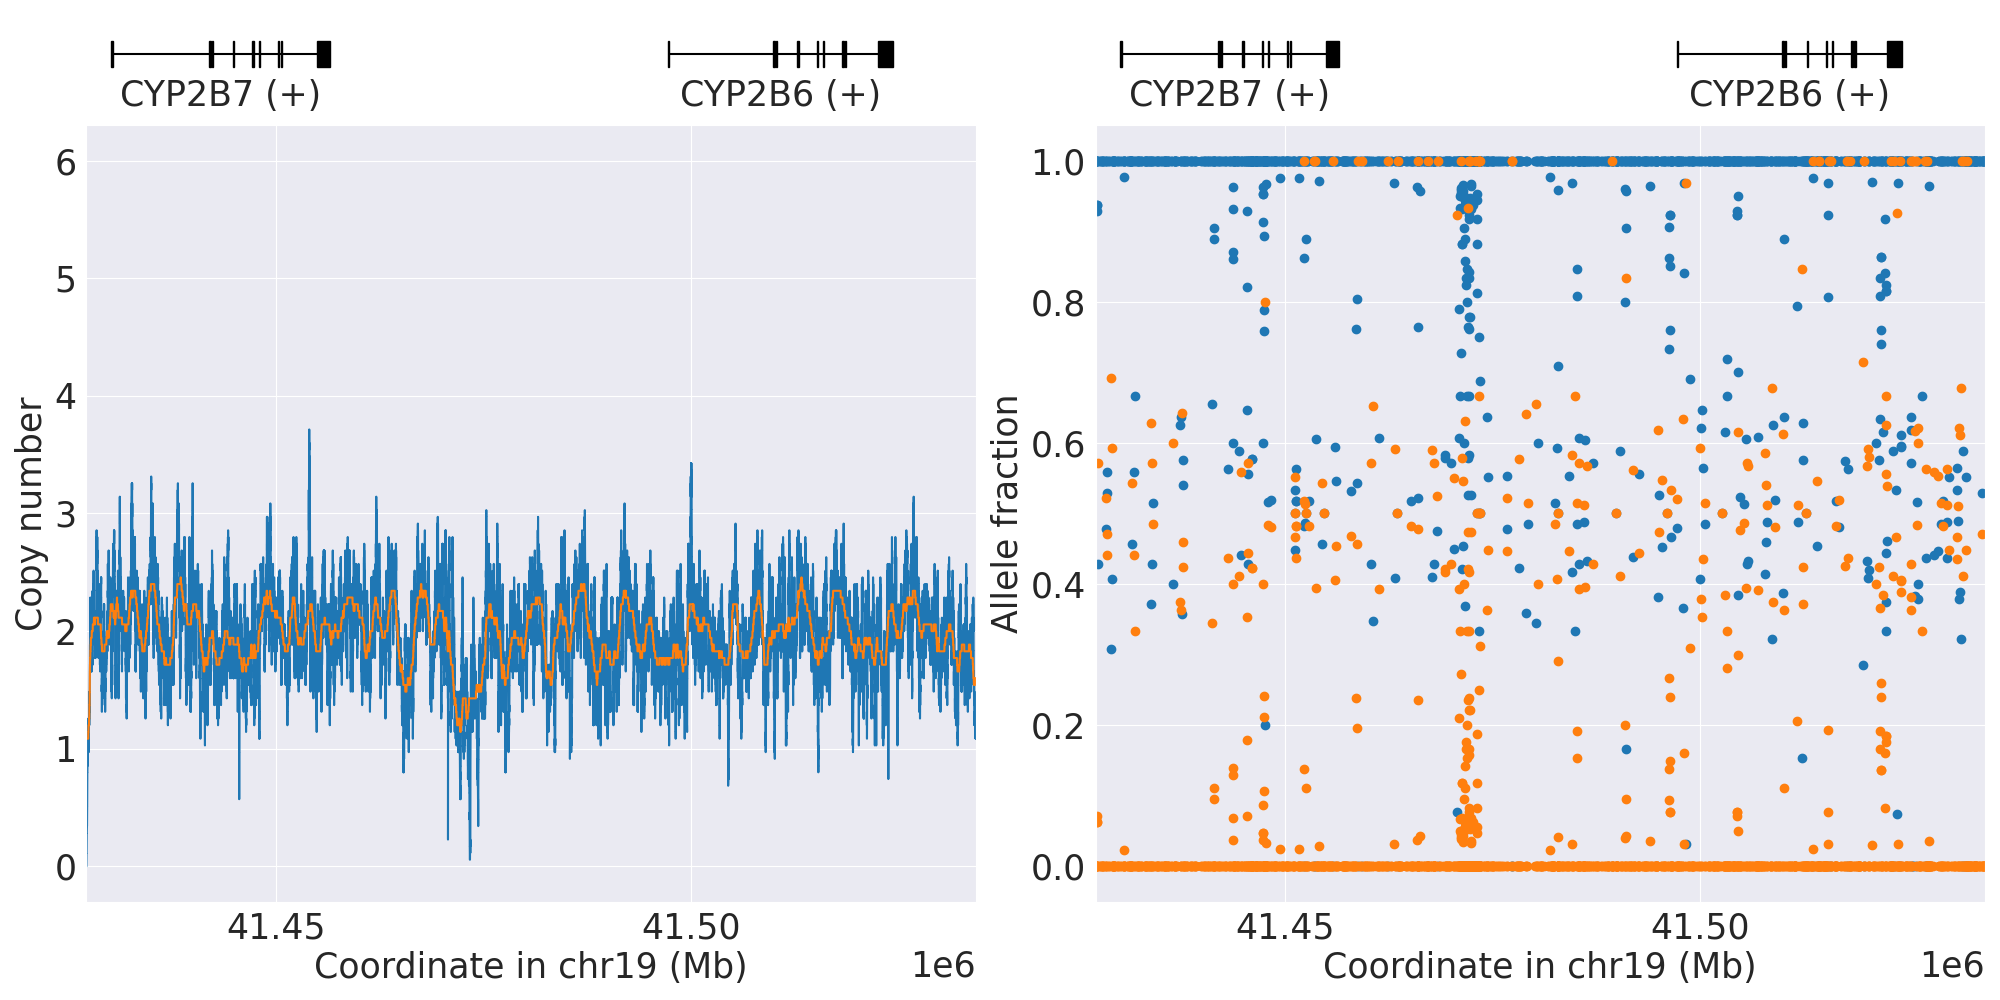 CYP2B7 (+)
CYP2B6 (+)
6
5
4
3
2
1
0
Copy number
41.45
41.50
Coordinate in chr19 (Mb)
1e6
CYP2B7 (+)
CYP2B6 (+)
1.0
0.8
0.6
0.4
0.2
0.0
Allele fraction
41.45
41.50
Coordinate in chr19 (Mb)
1e6